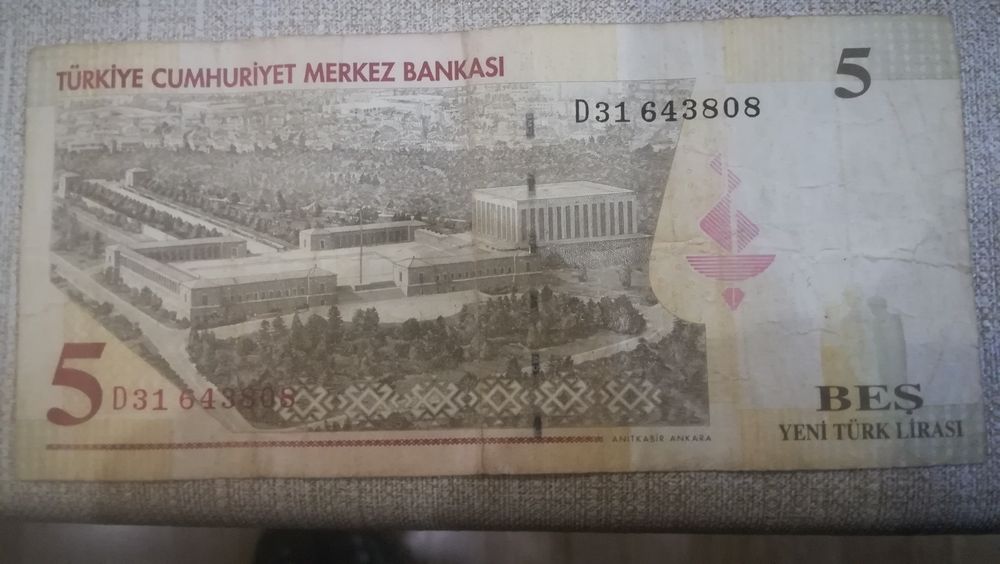 TÜRKİYE CUMHURİYET MERKEZ BANKASI
5
D31 643808
5
D31 643808
ANITKABİR ANKARA
BEŞ
YENİ TÜRK LİRASI